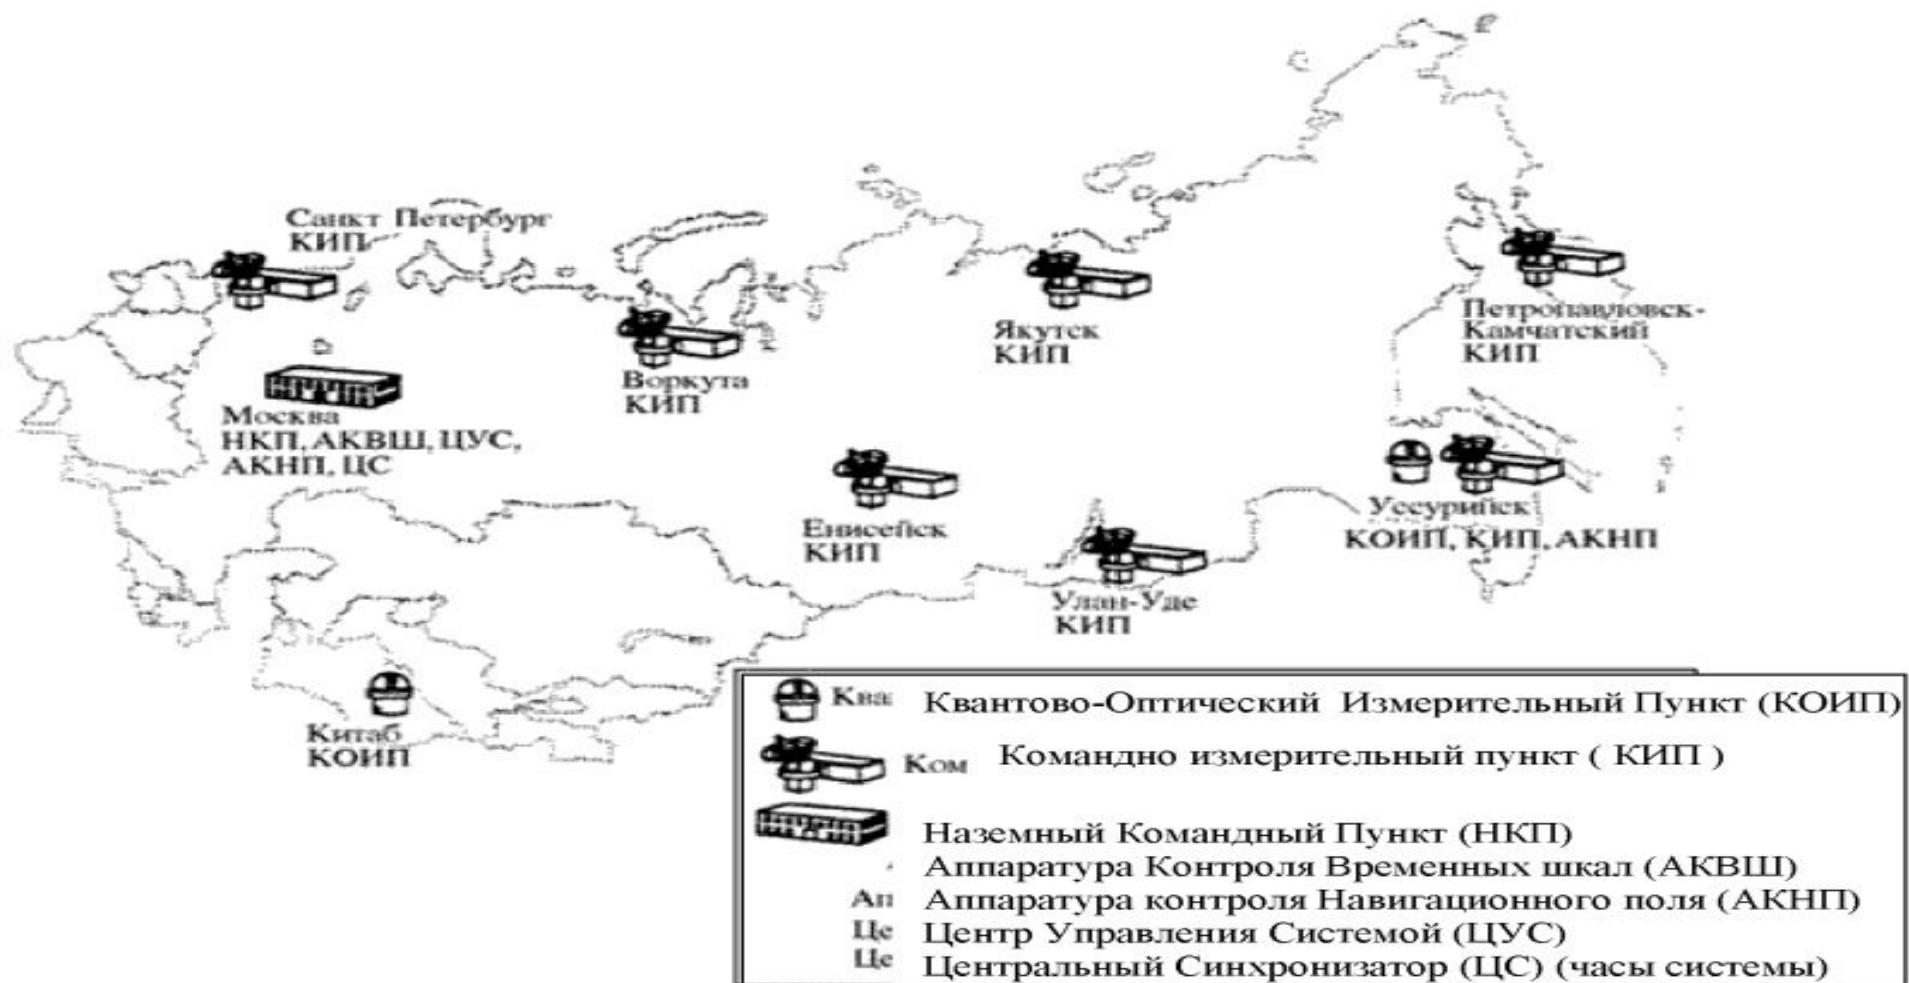 Санкт Петербург
КИП
Москва
НКП, АКВШ, ЦУС,
АКНП, ЦС
Воркута
КИП
Якутск
КИП
Петропавловск-
Камчатский
КИП
Енисейск
КИП
Улан-Уде
КИП
Уссурийск
КОИП, КИП, АКНП
Китаб
КОИП
Ква Квантово-Оптический Измерительный Пункт (КОИП)
Ком Командно измерительный пункт ( КИП )
Наземный Командный Пункт (НКП)
Аппаратура Контроля Временных шкал (АКВШ)
Ап Аппаратура контроля Навигационного поля (АКНП)
Це Центр Управления Системой (ЦУС)
Це Центральный Синхронизатор (ЦС) (часы системы)